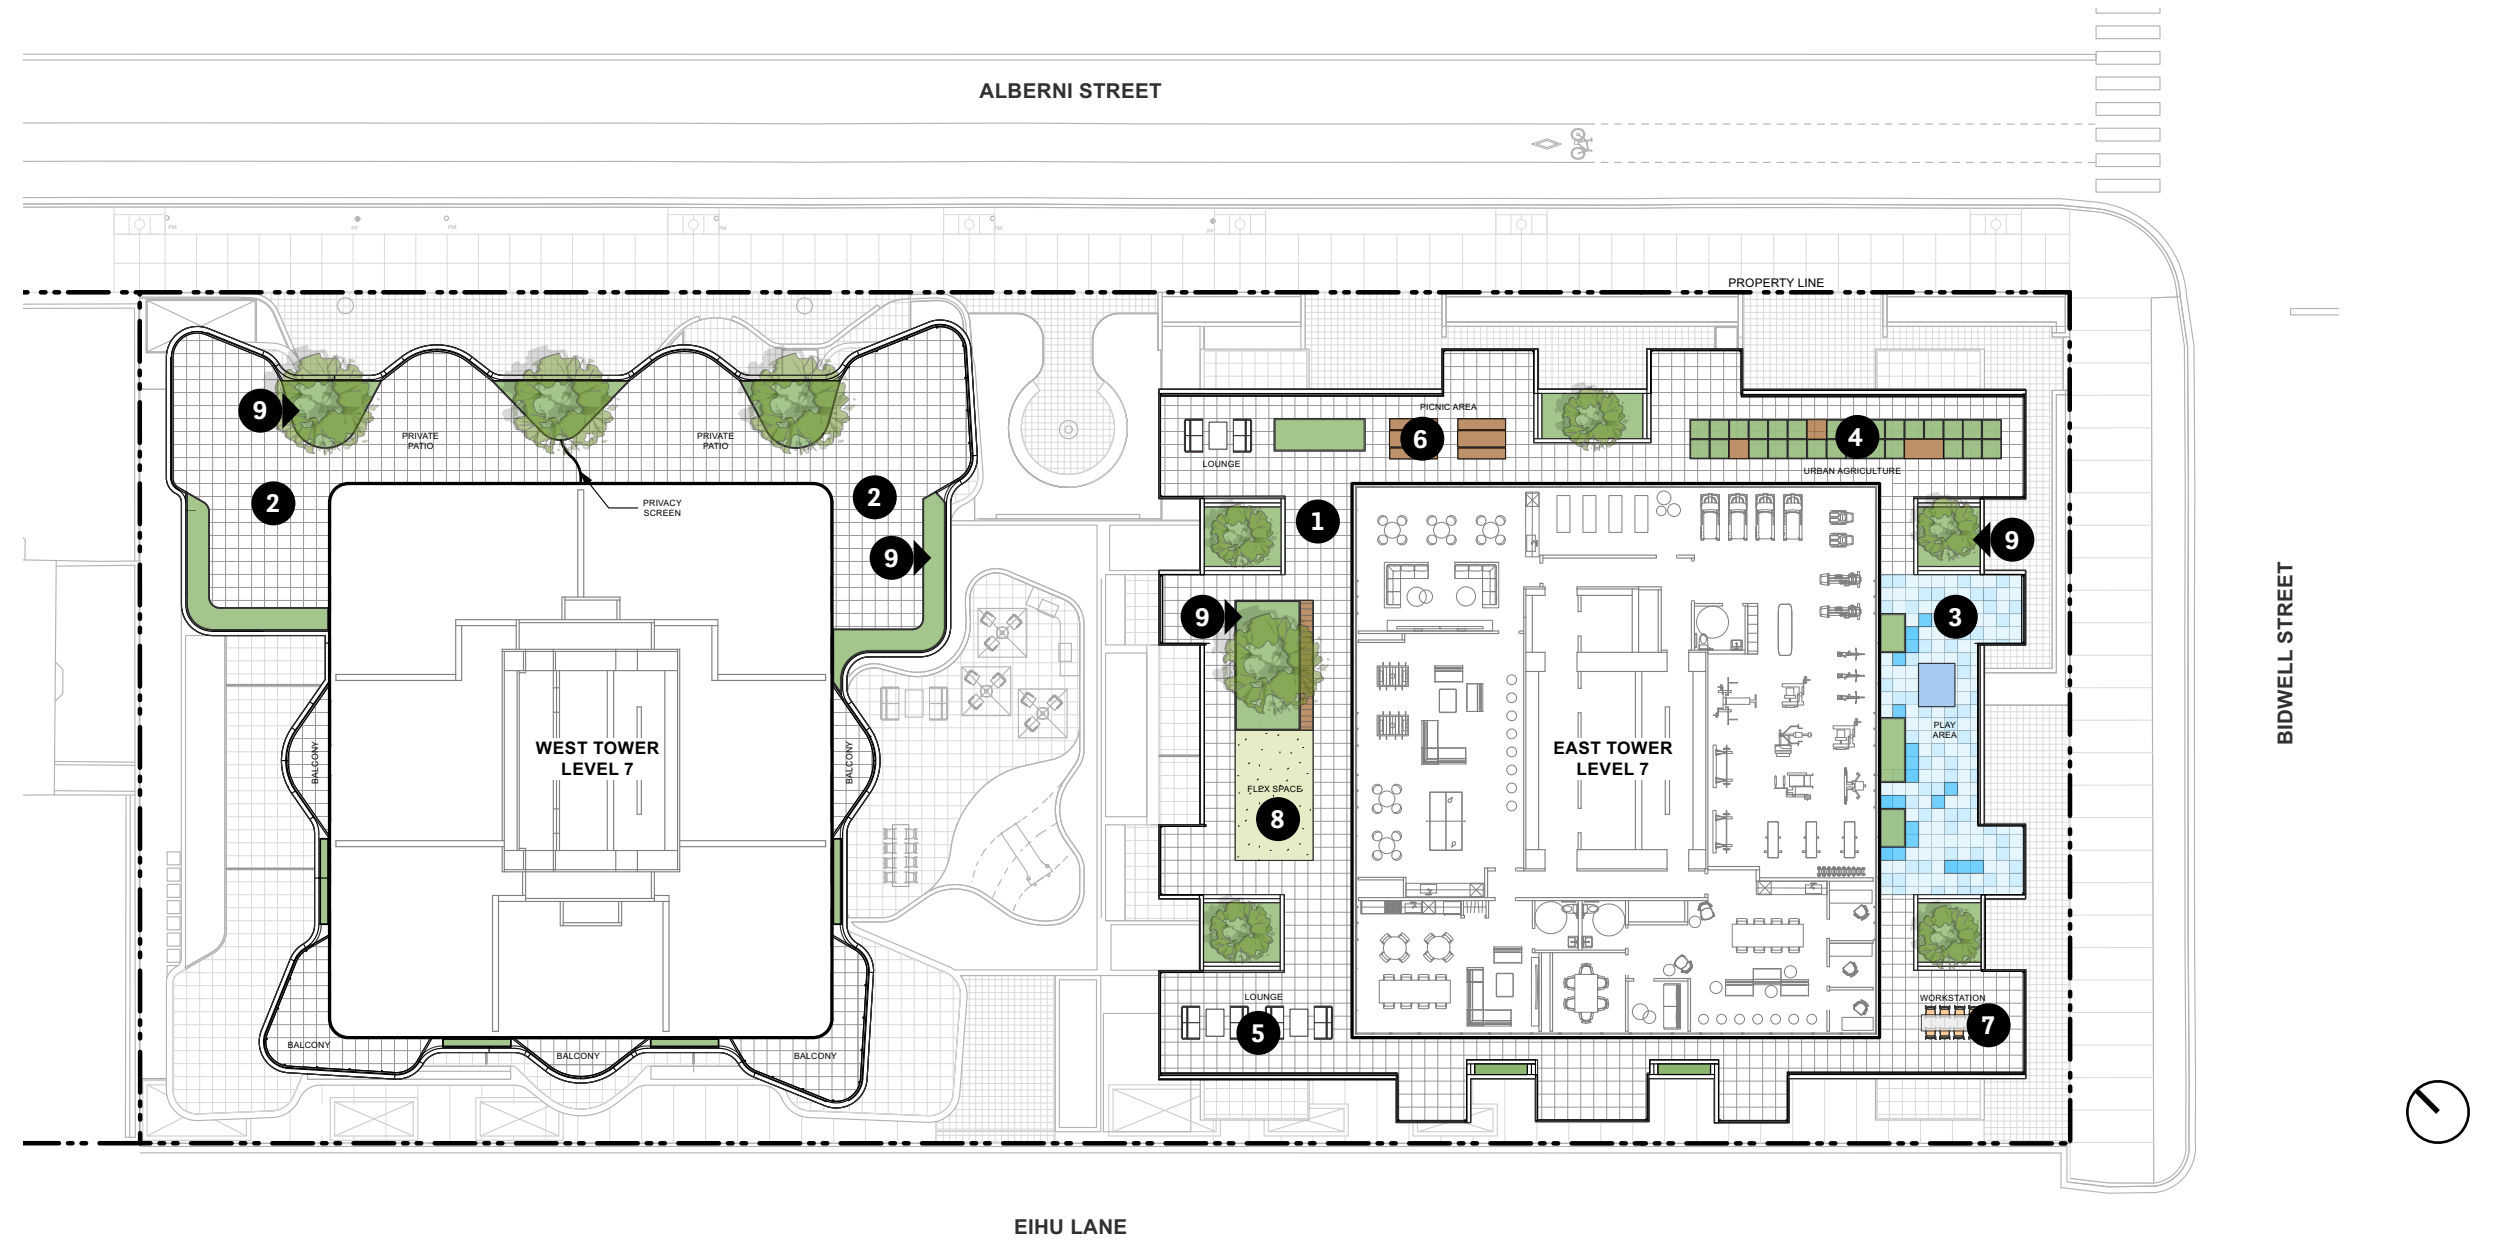 ALBERNI STREET
PROPERTY LINE
PICNIC AREA
9
6
4
PRIVATE
PATIO
PRIVATE
PATIO
LOUNGE
URBAN AGRICULTURE
2
2
PRIVACY
SCREEN
1
9
9
9
3
BIDWELL STREET
PLAY
AREA
WEST TOWER
LEVEL 7
EAST TOWER
LEVEL 7
BALCONY
BALCONY
FLEX SPACE
8
LOUNGE
WORKSTATION
5
7
BALCONY
BALCONY
BALCONY
EIHU LANE